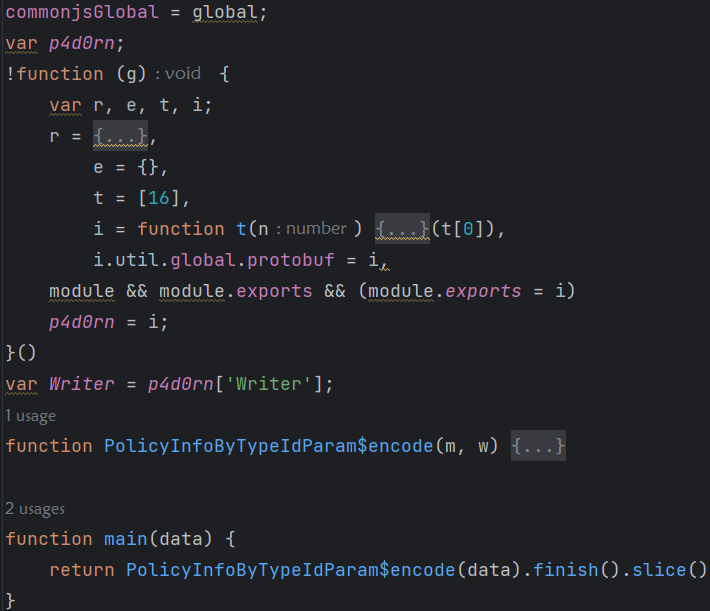 commonjsGlobal = global;
var p4d0rn;
!function (g) : void {
    var r, e, t, i;
    r = {...},
        e = {},
        t = [16],
        i = function t(n : number ) {...}(t[0]),
        i.util.global.protobuf = i,
    module && module.exports && (module.exports = i)
    p4d0rn = i;
}()
var Writer = p4d0rn['Writer'];
1 usage
function PolicyInfoByTypeIdParam$encode(m, w) {...}
2 usages
function main(data) {
    return PolicyInfoByTypeIdParam$encode(data).finish().slice()
}